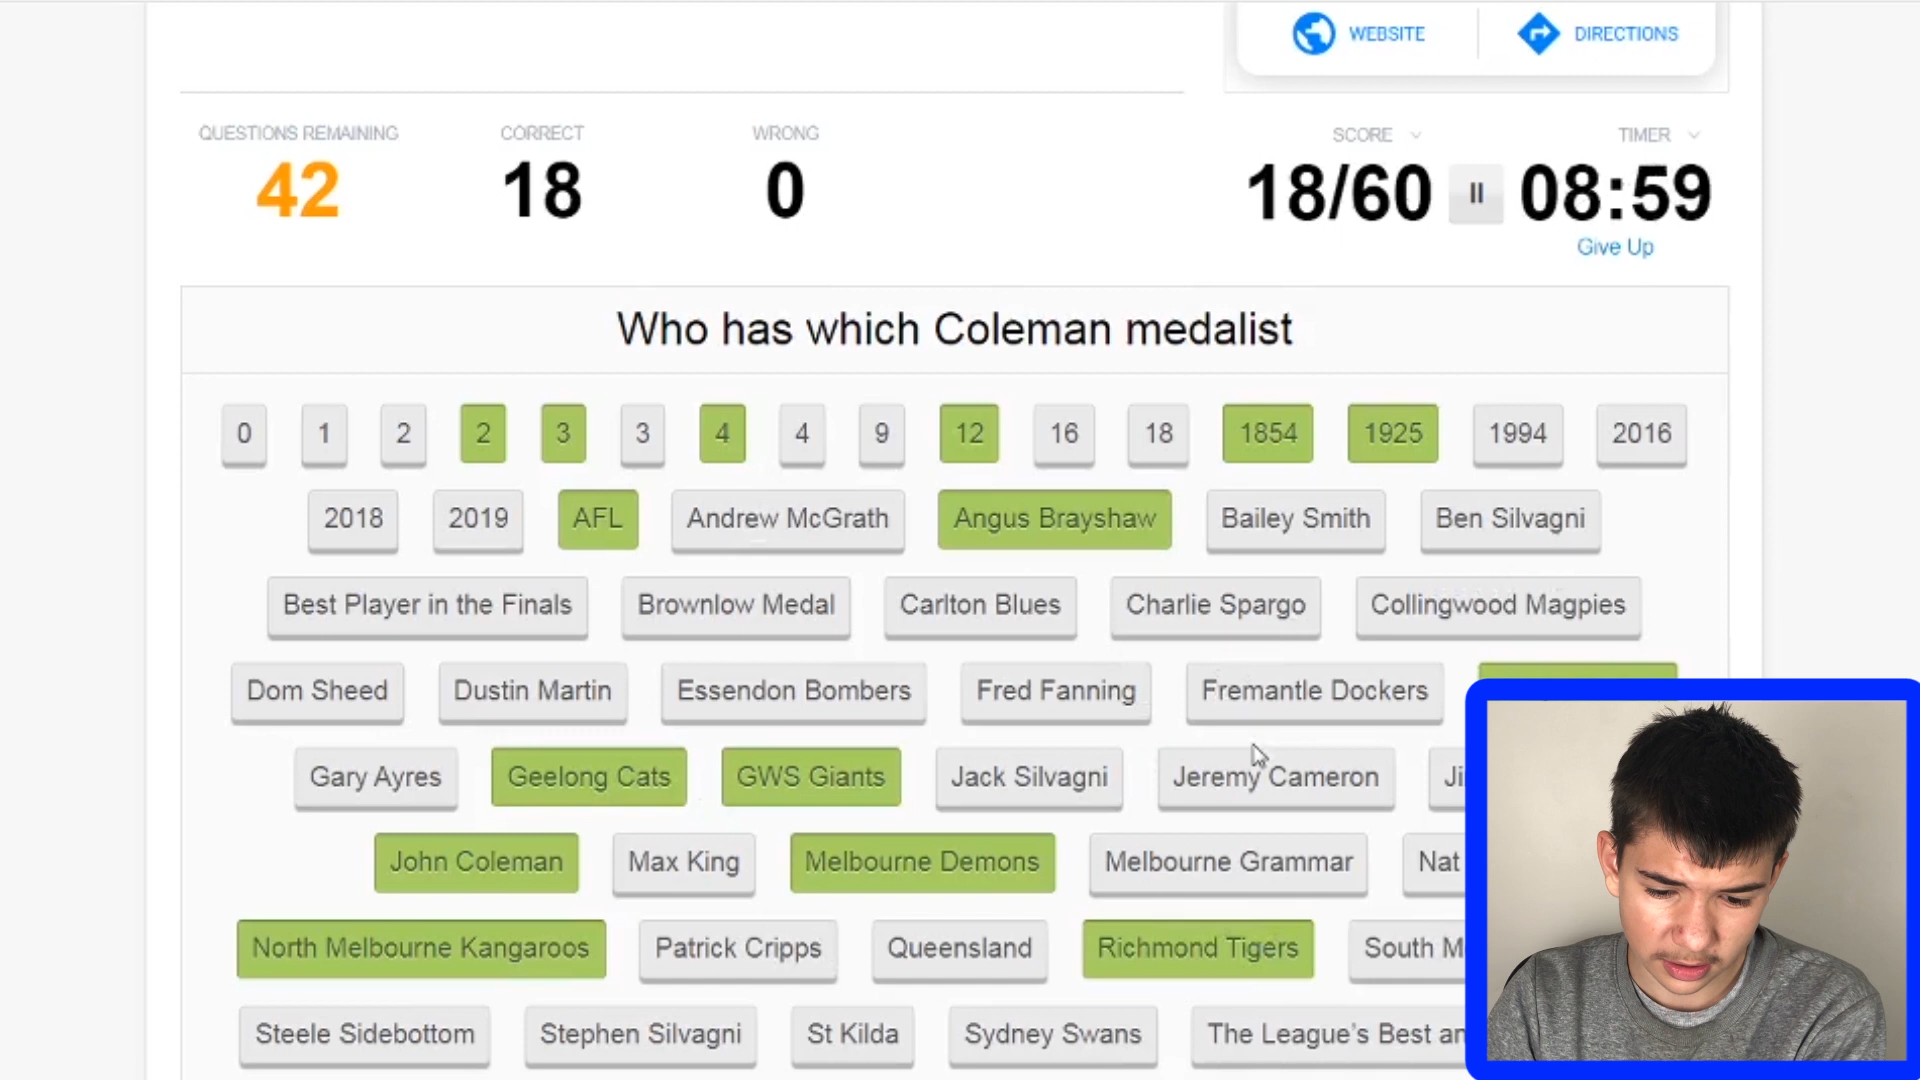 WEBSITE
DIRECTIONS
QUESTIONS REMAINING
CORRECT
WRONG
SCORE
TIMER
42
18
0
18/60
08:59
Give Up
Who has which Coleman medalist
0 1 2 2 3 3 4 4 9 12 16 18 1854 1925 1994 2016
2018 2019 AFL Andrew McGrath Angus Brayshaw Bailey Smith Ben Silvagni
Best Player in the Finals Brownlow Medal Carlton Blues Charlie Spargo Collingwood Magpies
Dom Sheed Dustin Martin Essendon Bombers Fred Fanning Fremantle Dockers
Gary Ayres Geelong Cats GWS Giants Jack Silvagni Jeremy Cameron
John Coleman Max King Melbourne Demons Melbourne Grammar Nat
North Melbourne Kangaroos Patrick Cripps Queensland Richmond Tigers South
Steele Sidebottom Stephen Silvagni St Kilda Sydney Swans The League's Best